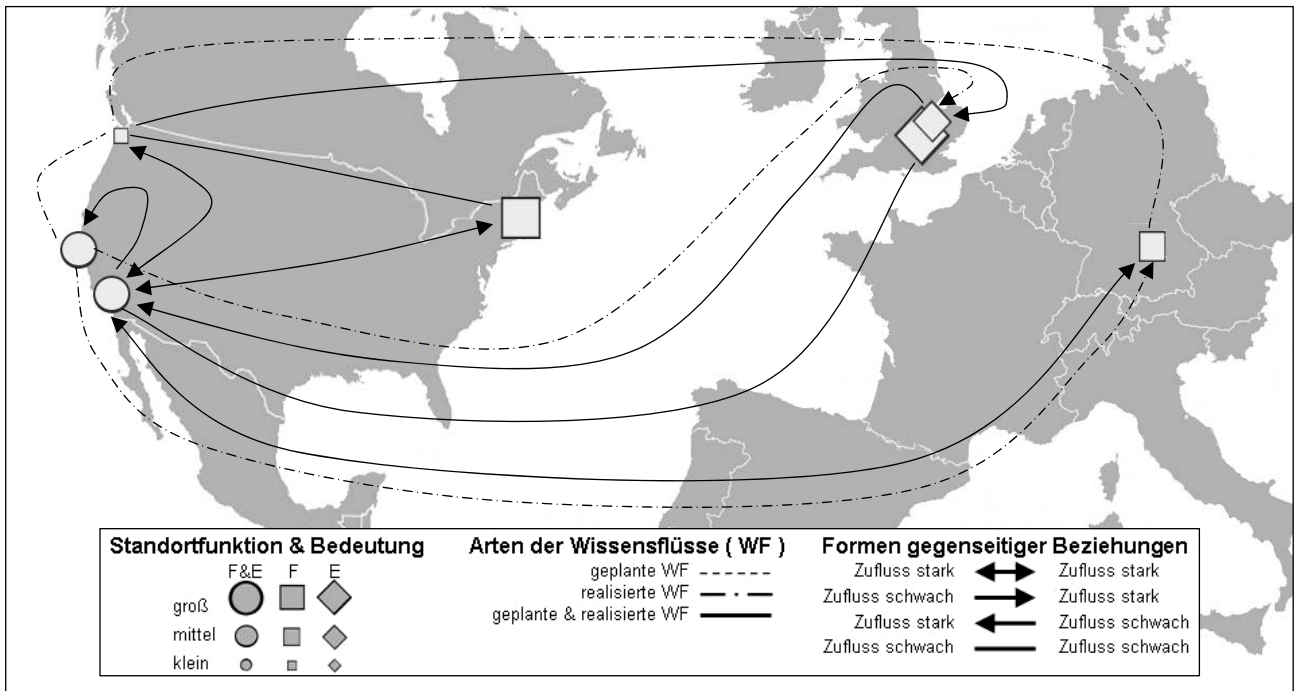 Standortfunktion & Bedeutung
F&E F E
groß
mittel
klein
Arten der Wissensflüsse ( WF )
geplante WF
realisierte WF
geplante & realisierte WF
Formen gegenseitiger Beziehungen
Zufluss stark Zufluss stark
Zufluss schwach Zufluss stark
Zufluss stark Zufluss schwach
Zufluss schwach Zufluss schwach